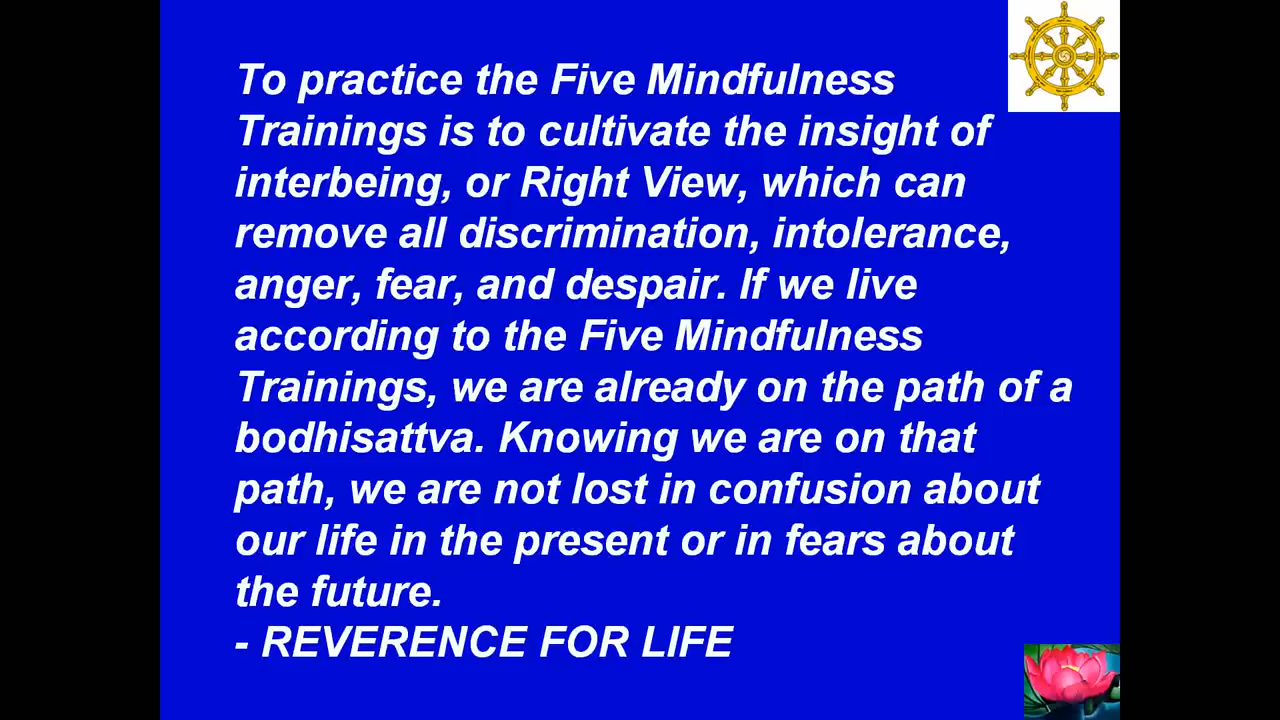 To practice the Five Mindfulness
Trainings is to cultivate the insight of
interbeing, or Right View, which can
remove all discrimination, intolerance,
anger, fear, and despair. If we live
according to the Five Mindfulness
Trainings, we are already on the path of a
bodhisattva. Knowing we are on that
path, we are not lost in confusion about
our life in the present or in fears about
the future.
- REVERENCE FOR LIFE